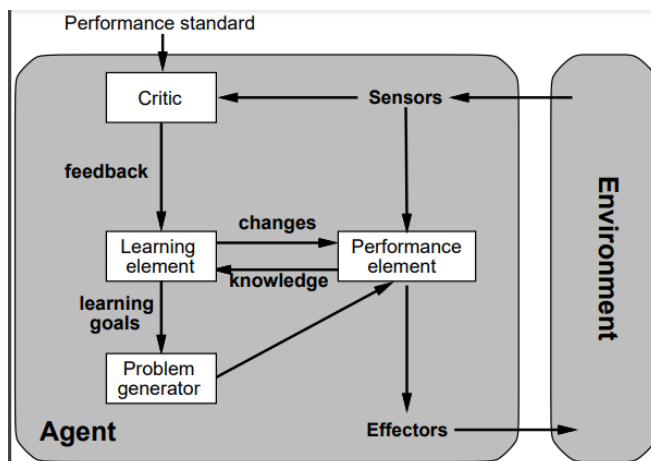 Performance standard
Critic
Sensors
feedback
changes
Learning
element
Performance
element
knowledge
learning
goals
Problem
generator
Agent
Effectors
Environment